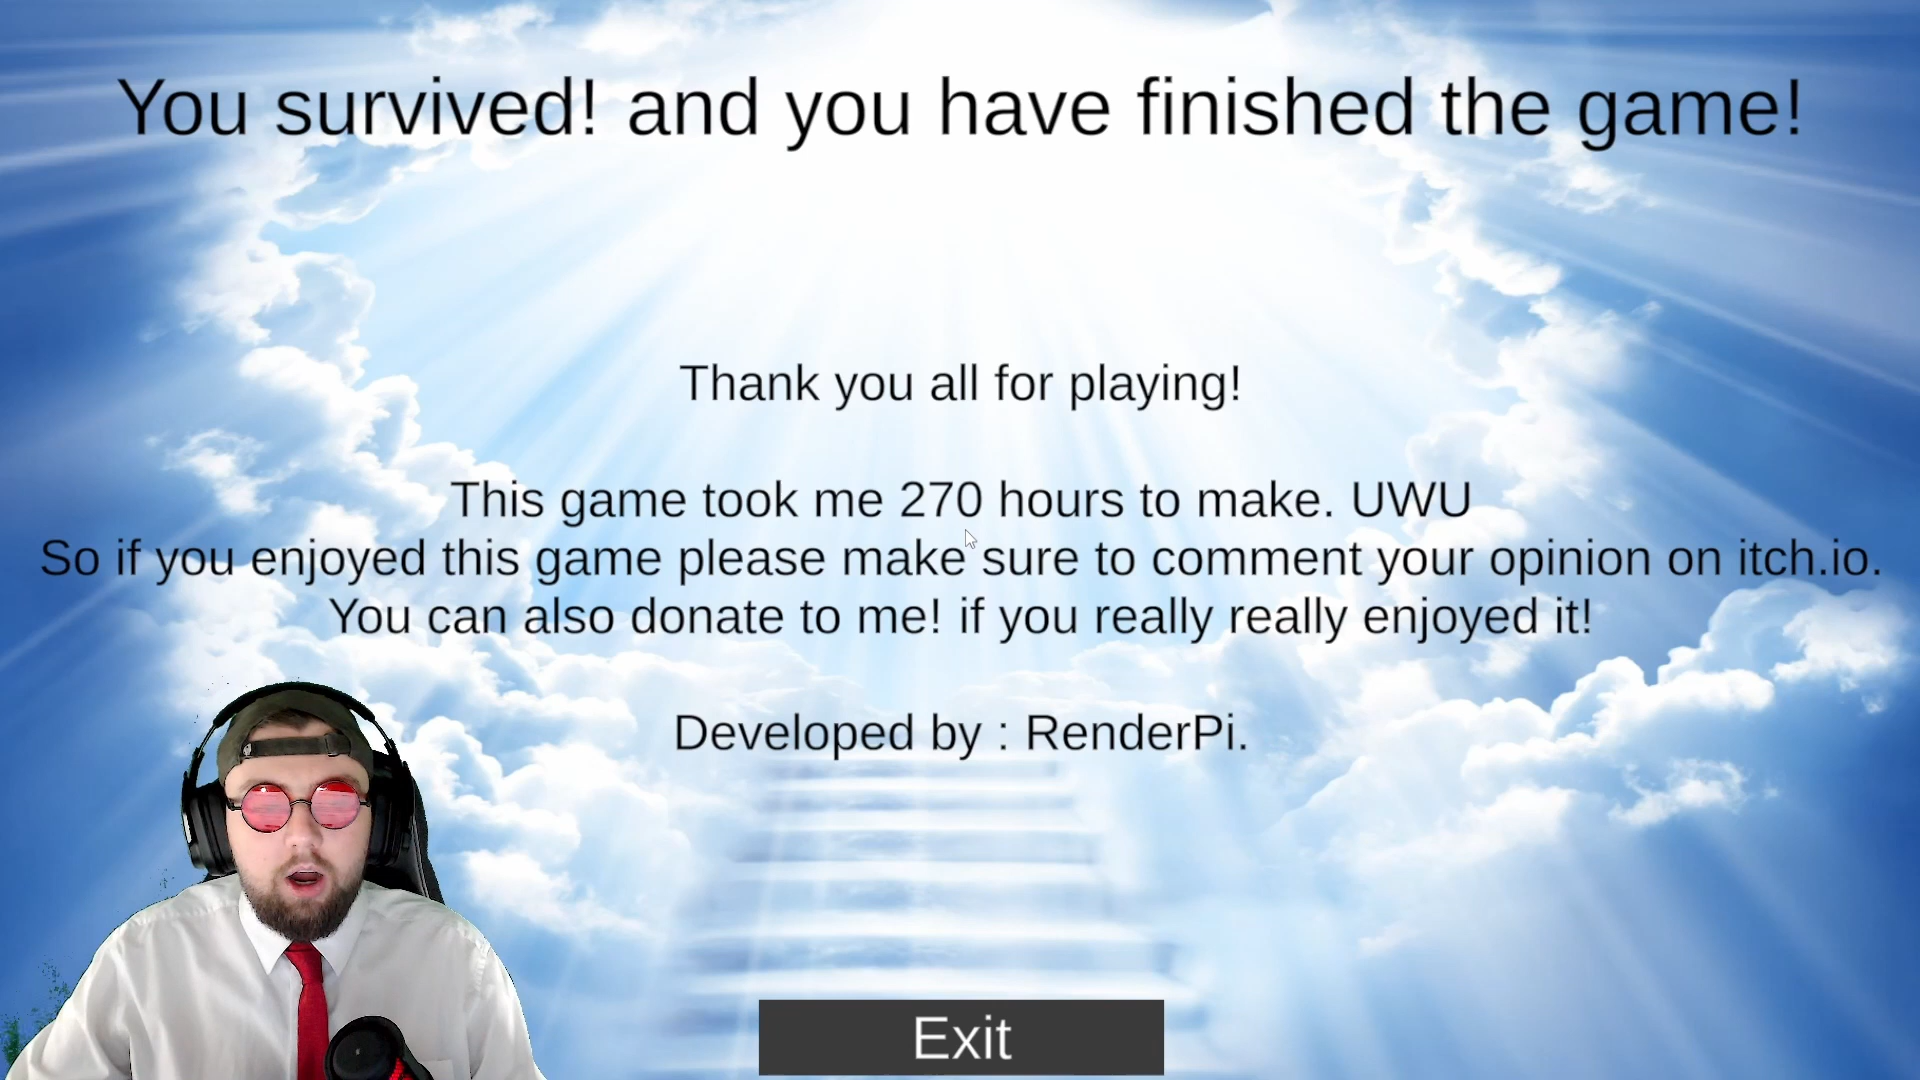 You survived! and you have finished the game!
Thank you all for playing!
This game took me 270 hours to make. UWU
So if you enjoyed this game please make sure to comment your opinion on itch.io.
You can also donate to me! if you really really enjoyed it!
Developed by : RenderPi.
Exit